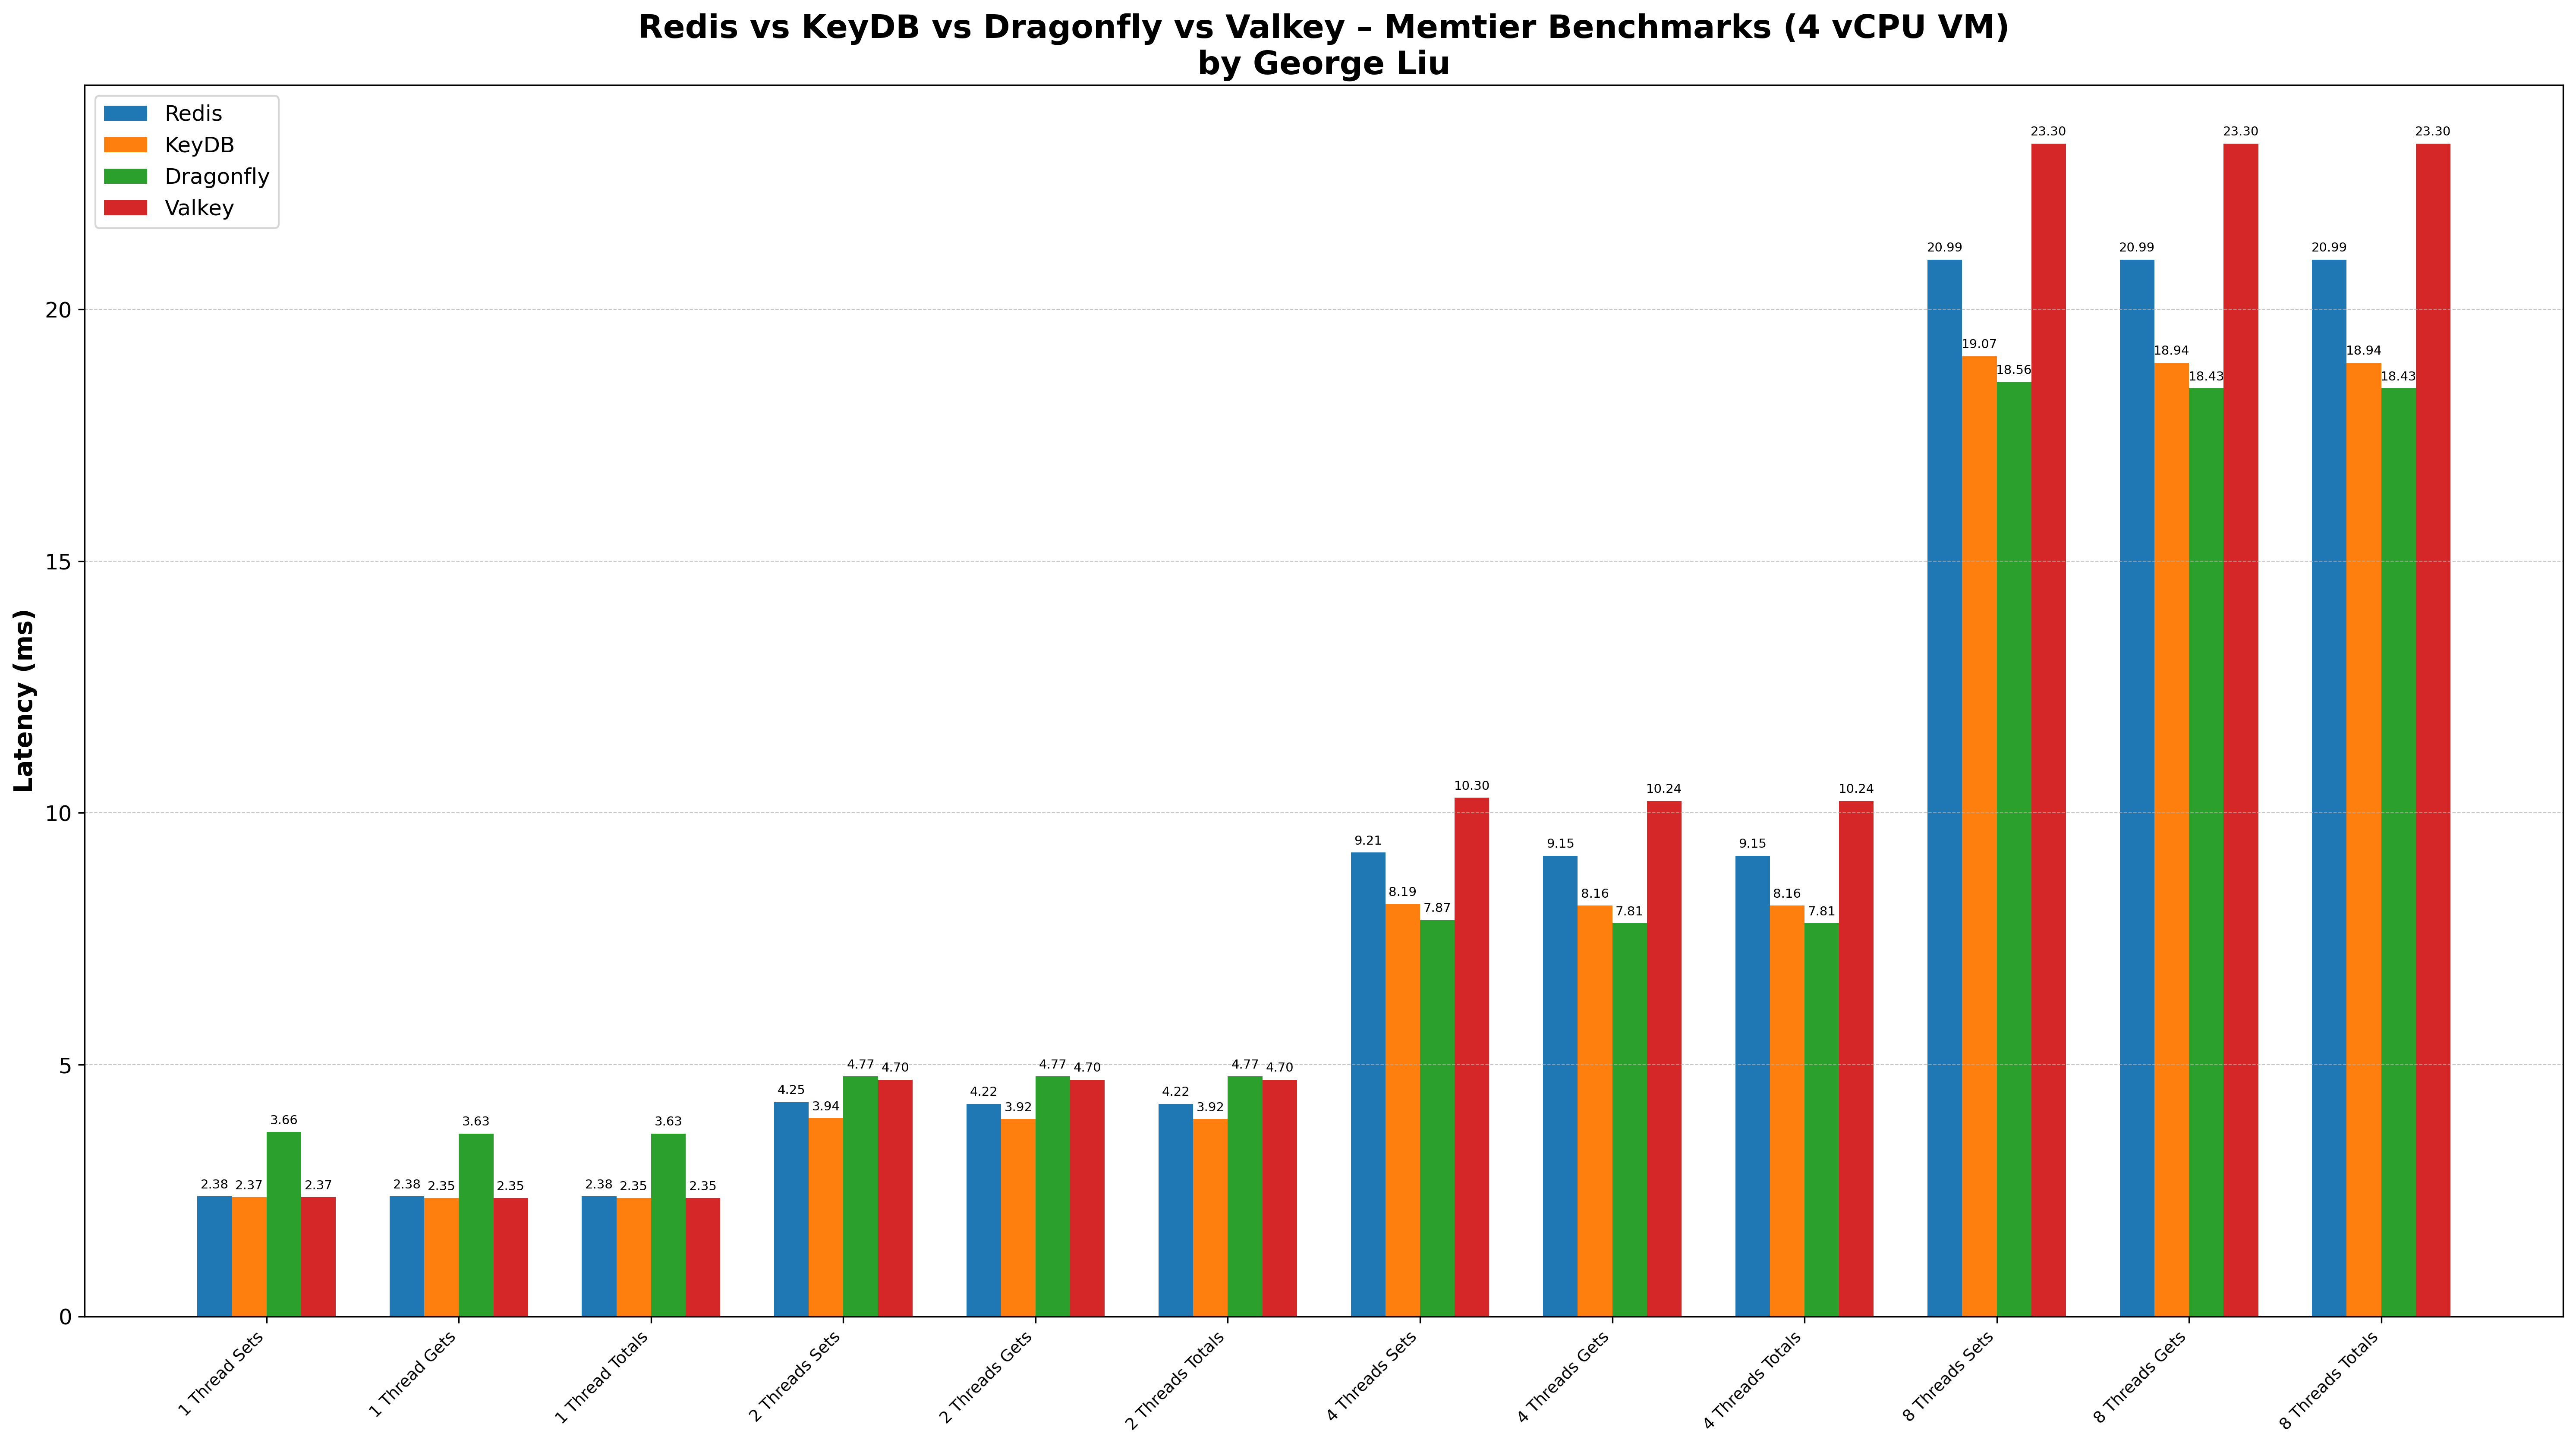 Redis vs KeyDB vs Dragonfly vs Valkey – Memtier Benchmarks (4 vCPU VM)
by George Liu
Redis
KeyDB
Dragonfly
Valkey
Latency (ms)
20
15
10
5
0
2.38 2.37 3.66 2.37
2.38 2.35 3.63 2.35
2.38 2.35 3.63 2.35
4.25 3.94 4.77 4.70
4.22 3.92 4.77 4.70
4.22 3.92 4.77 4.70
9.21 8.19 7.87 10.30
9.15 8.16 7.81 10.24
9.15 8.16 7.81 10.24
20.99 19.07 18.56 23.30
20.99 18.94 18.43 23.30
20.99 18.94 18.43 23.30
1 Thread Sets
1 Thread Gets
1 Thread Totals
2 Threads Sets
2 Threads Gets
2 Threads Totals
4 Threads Sets
4 Threads Gets
4 Threads Totals
8 Threads Sets
8 Threads Gets
8 Threads Totals